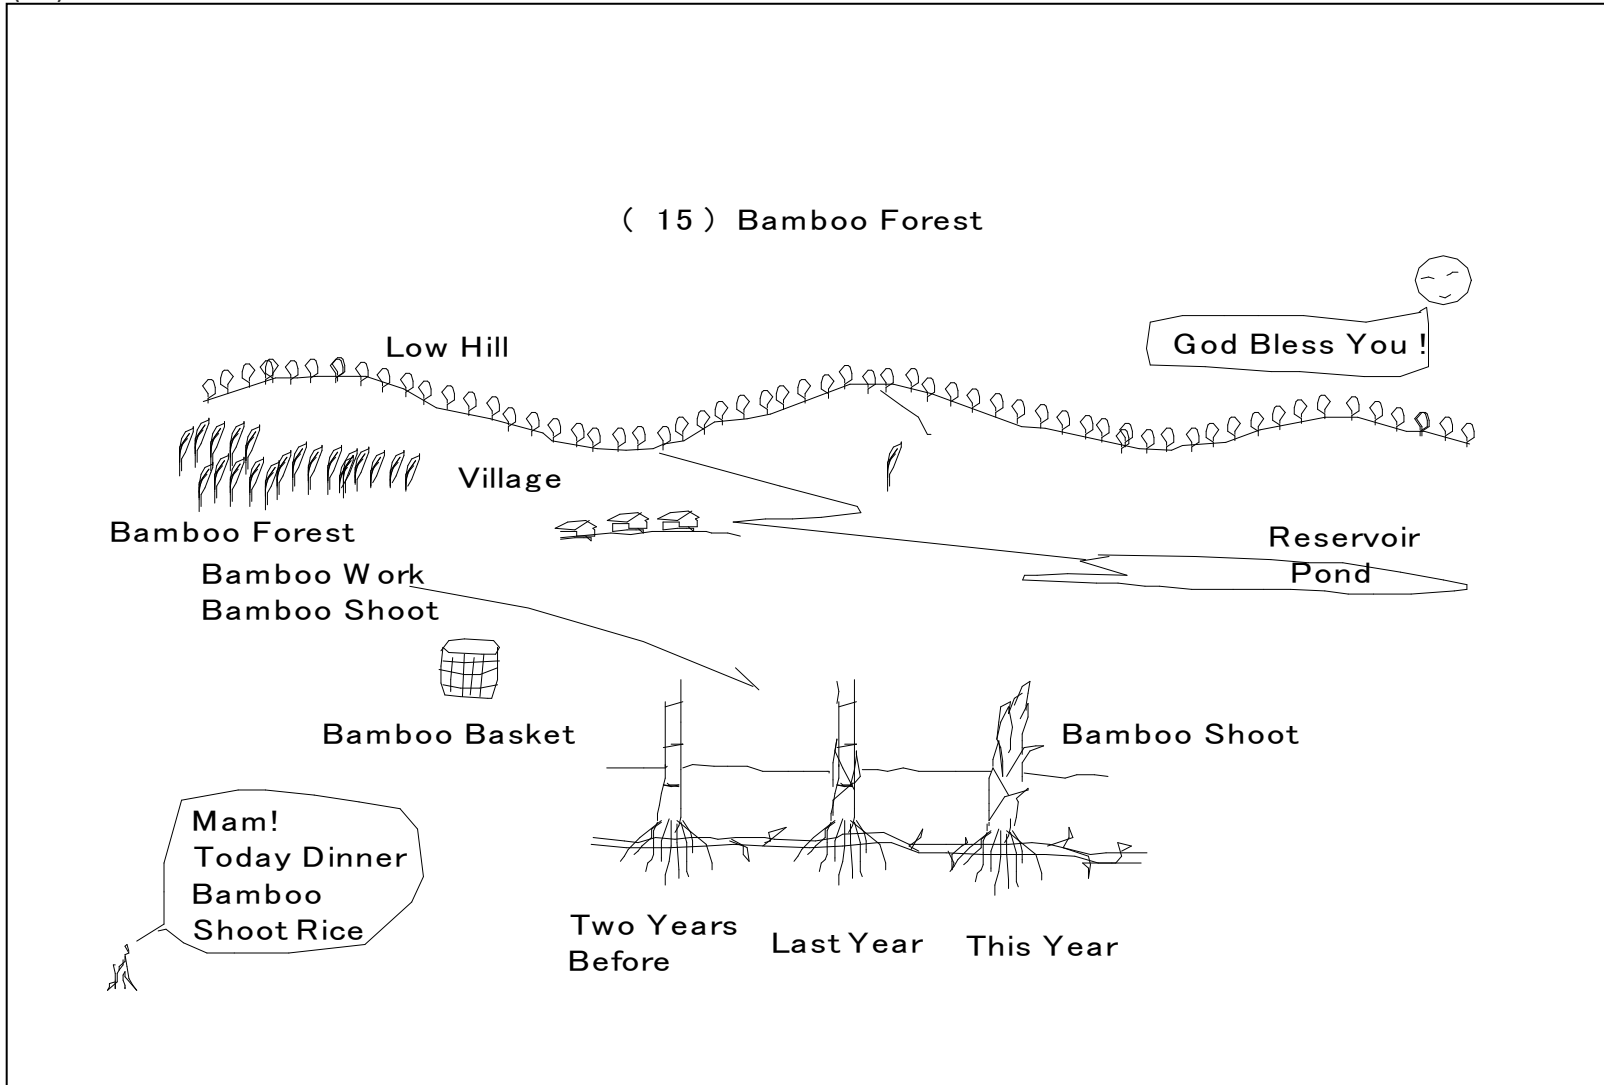 ( 15 ) Bamboo Forest
Low Hill
God Bless You !
Village
Bamboo Forest
Reservoir
Pond
Bamboo Work
Bamboo Shoot
Bamboo Basket
Bamboo Shoot
Mam!
Today Dinner
Bamboo
Shoot Rice
Two Years
Before
Last Year
This Year